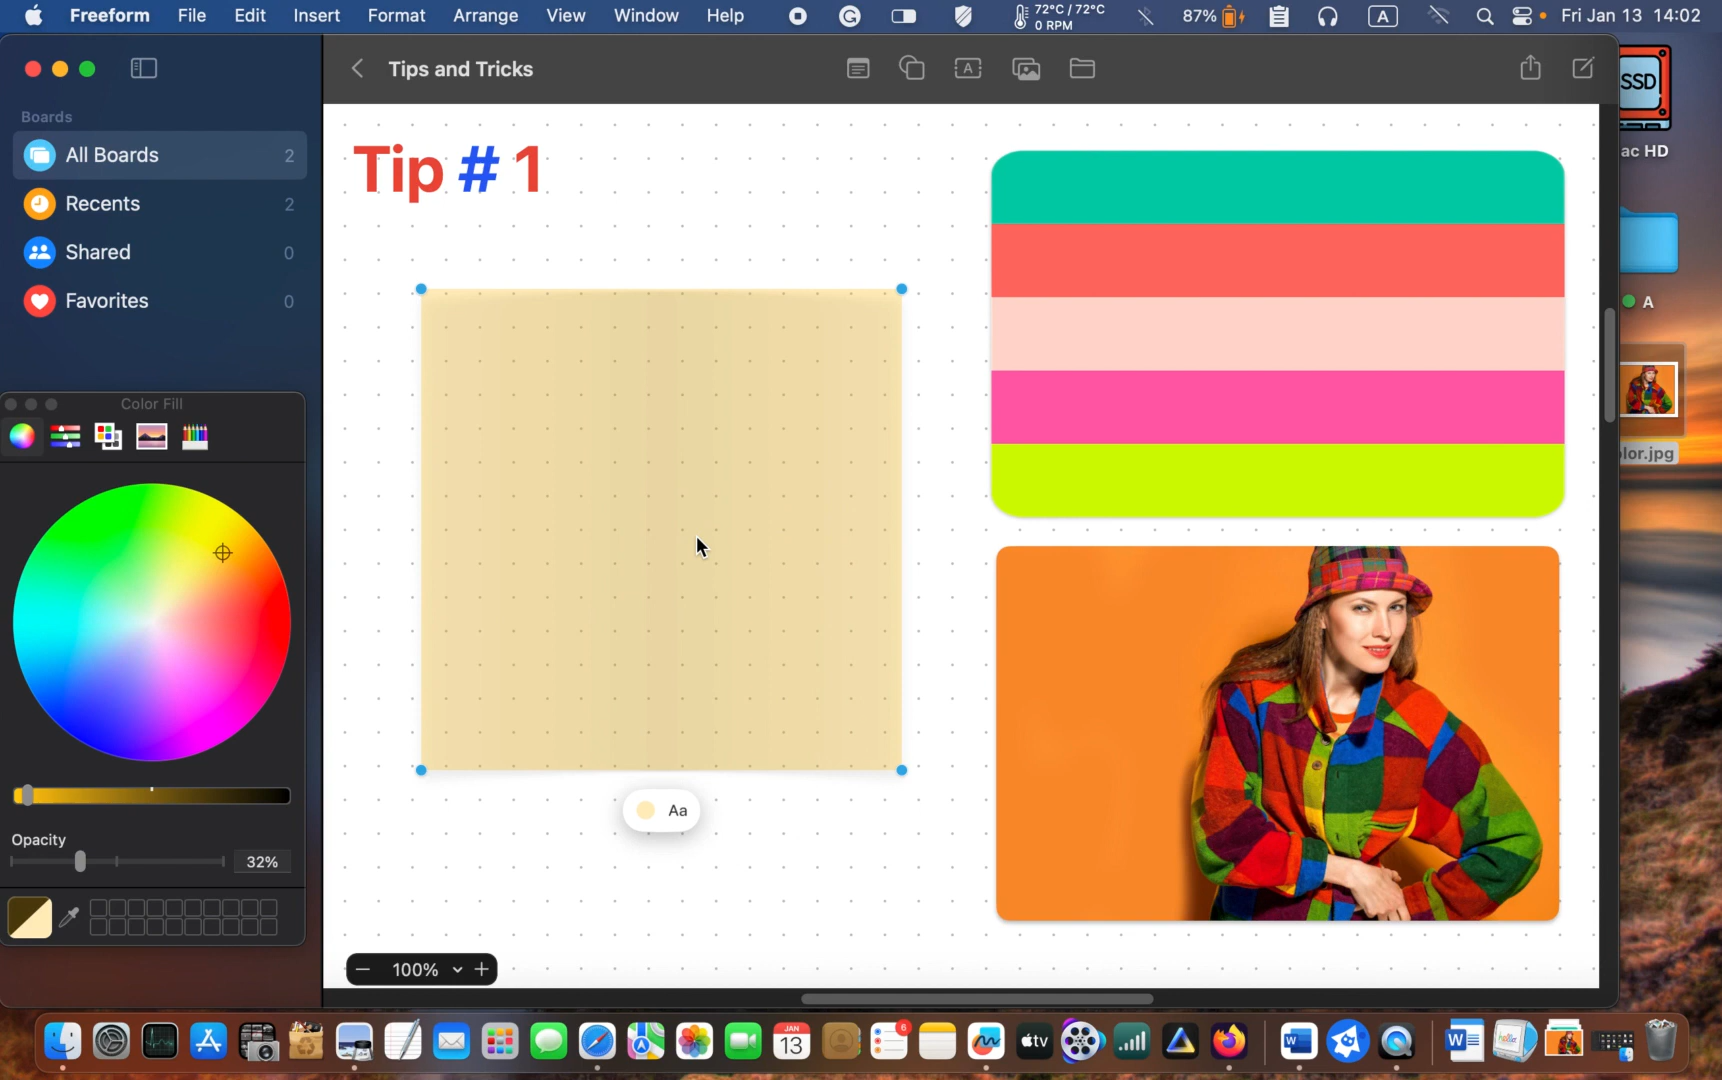 Freeform File Edit Insert Format Arrange View Window Help 72°C / 72°C 87% A Fri Jan 13 14:02
0 RPM
Tips and Tricks
A
SSD
Boards
All Boards 2
ac HD
Recents 2
Shared 0
Favorites 0
A
Tip # 1
Color Fill
lor.jpg
Aa
Opacity
32%
100%
JAN
13
6
tv
W
W